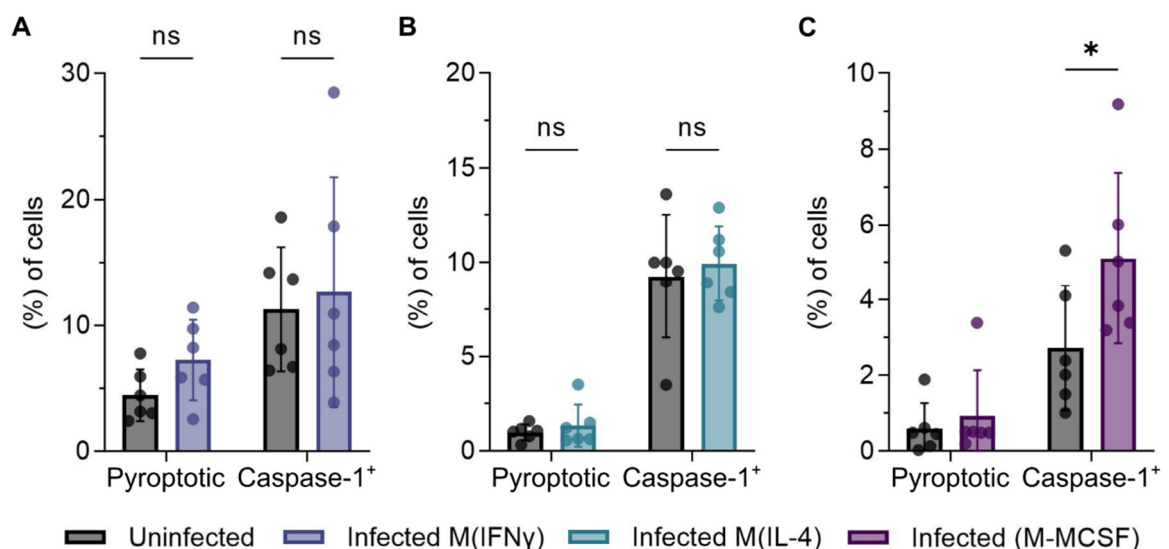 A
ns
ns
(%) of cells
30
20
10
0
Pyroptotic
Caspase-1⁺
B
ns
ns
(%) of cells
20
15
10
5
0
Pyroptotic
Caspase-1⁺
C
*
(%) of cells
10
8
6
4
2
0
Pyroptotic
Caspase-1⁺
Uninfected
Infected M(IFNγ)
Infected M(IL-4)
Infected (M-MCSF)